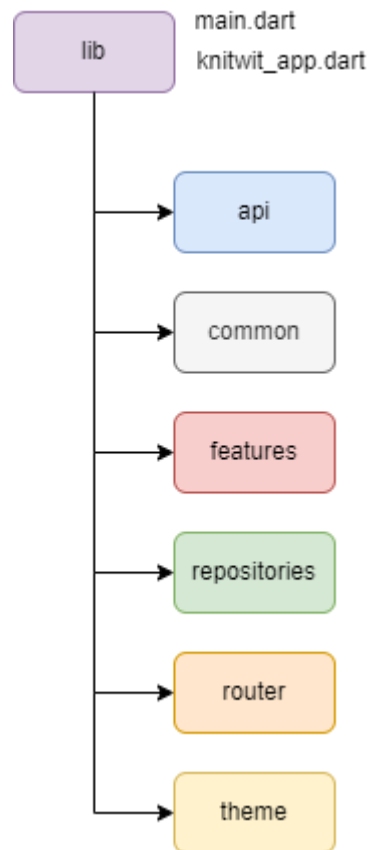 lib
main.dart
knitwit_app.dart
api
common
features
repositories
router
theme